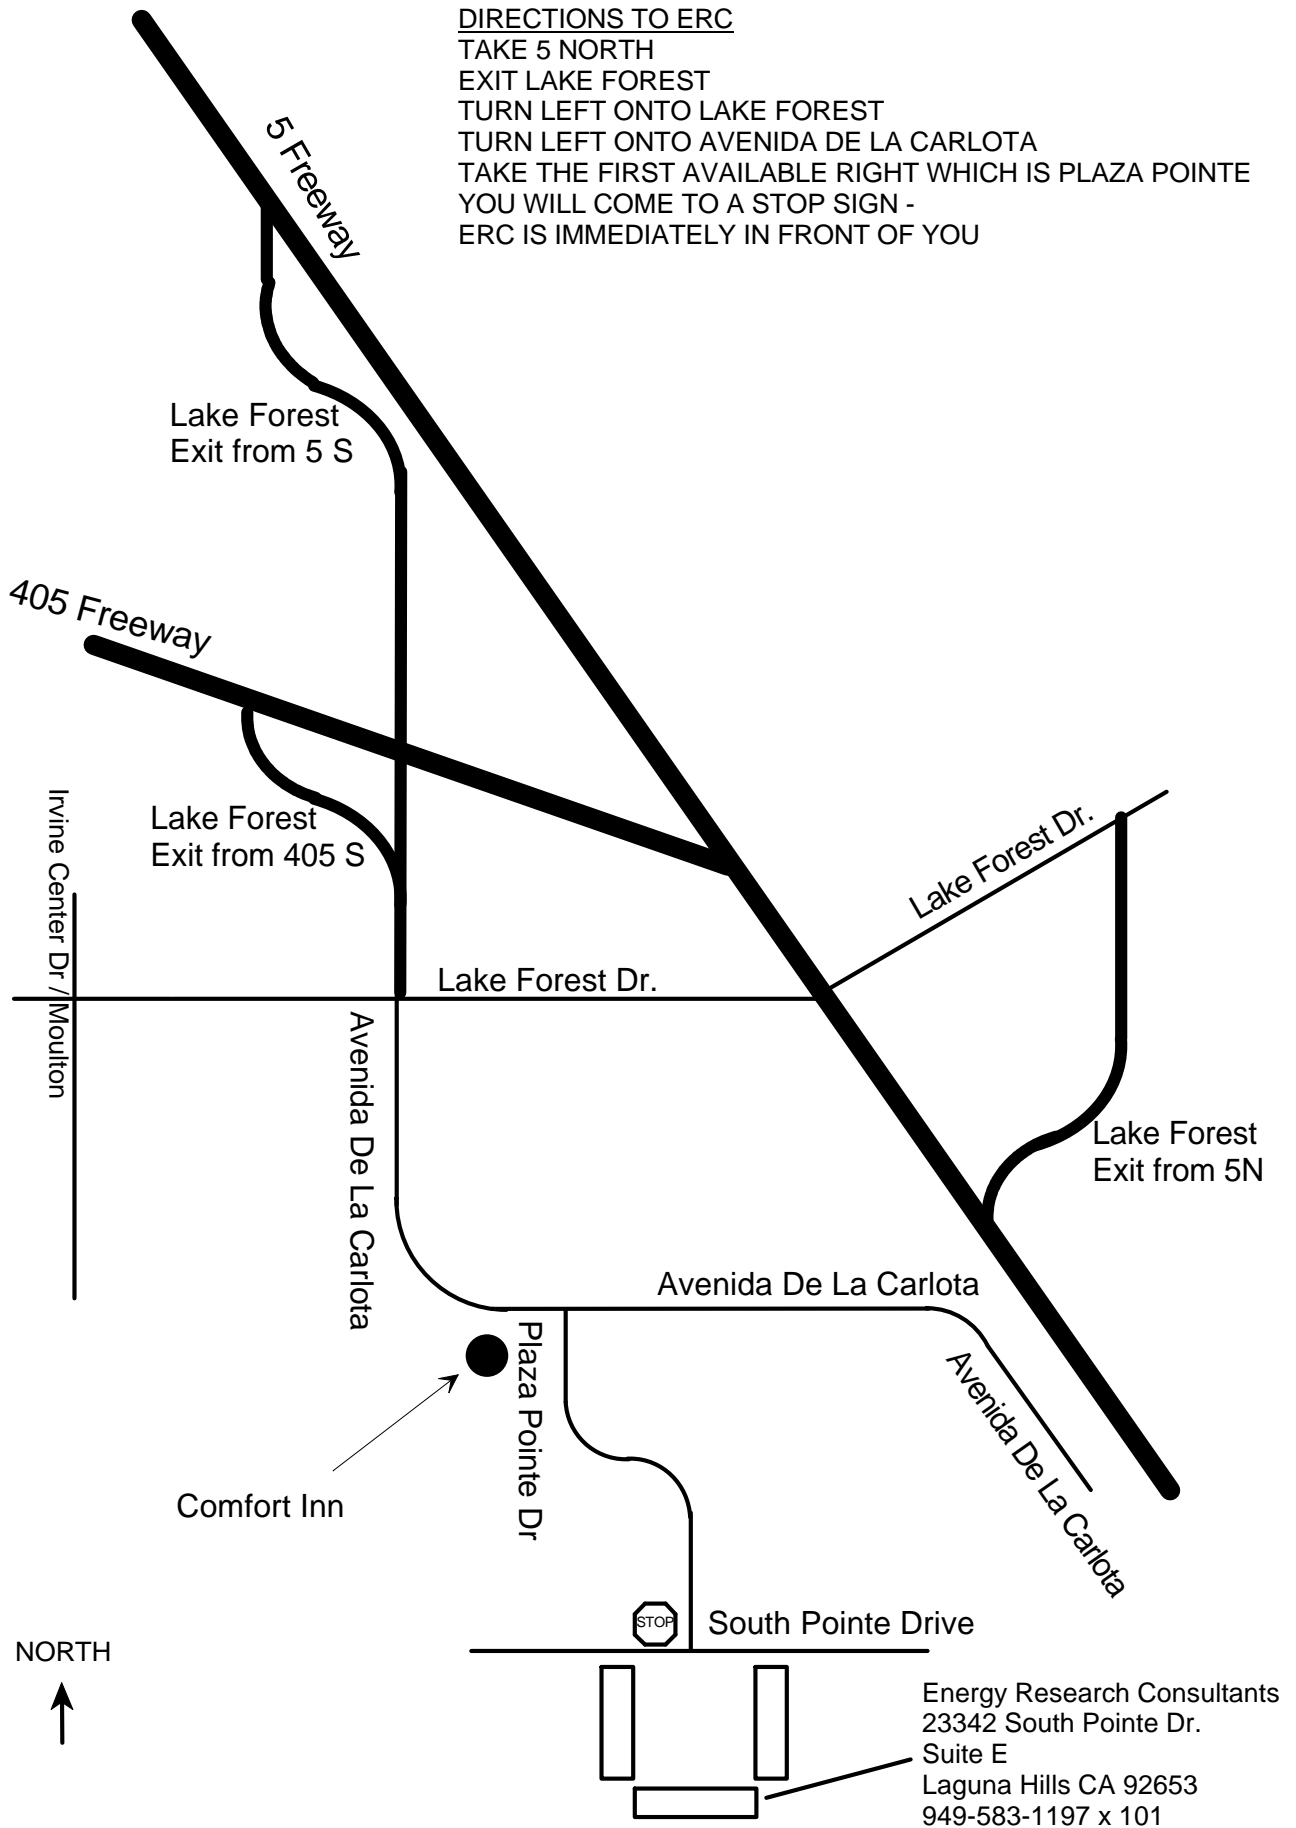 DIRECTIONS TO ERC
TAKE 5 NORTH
EXIT LAKE FOREST
TURN LEFT ONTO LAKE FOREST
TURN LEFT ONTO AVENIDA DE LA CARLOTA
TAKE THE FIRST AVAILABLE RIGHT WHICH IS PLAZA POINTE
YOU WILL COME TO A STOP SIGN -
ERC IS IMMEDIATELY IN FRONT OF YOU
5 Freeway
Lake Forest
Exit from 5 S
405 Freeway
Lake Forest
Exit from 405 S
Irvine Center Dr / Moulton
Lake Forest Dr.
Lake Forest Dr.
Avenida De La Carlota
Lake Forest
Exit from 5N
Avenida De La Carlota
Plaza Pointe Dr
Avenida De La Carlota
Comfort Inn
STOP
South Pointe Drive
NORTH
Energy Research Consultants
23342 South Pointe Dr.
Suite E
Laguna Hills CA 92653
949-583-1197 x 101